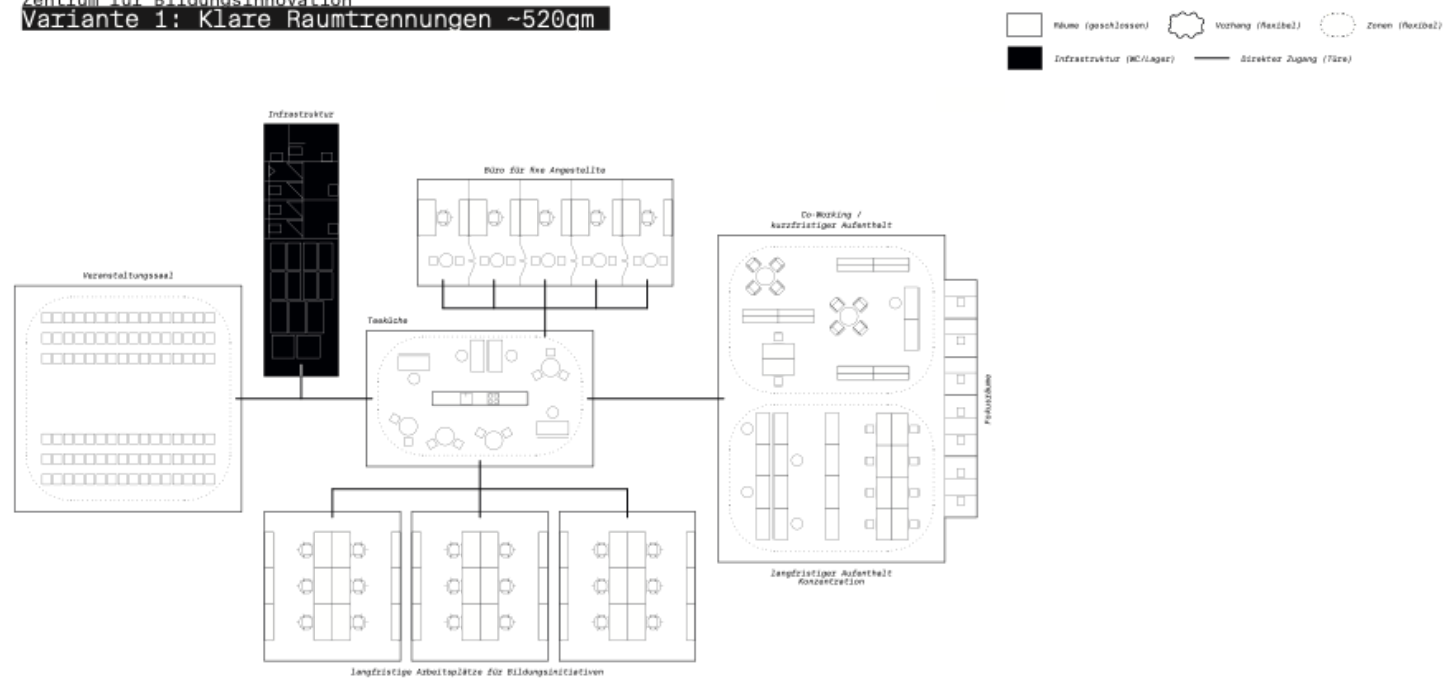 Zentrum für Bildungsinnovation
Variante 1: Klare Raumtrennungen ~520qm
Räume (geschlossen)
Vorhang (flexibel)
Zonen (flexibel)
Infrastruktur (WC/Lager)
Direkter Zugang (Türe)
Infrastruktur
Büro für fixe Angestellte
Co-Working /
kurzfristiger Aufenthalt
Veranstaltungssaal
Teeküche
Fokusräume
langfristiger Aufenthalt
Konzentration
langfristige Arbeitsplätze für Bildungsinitiativen